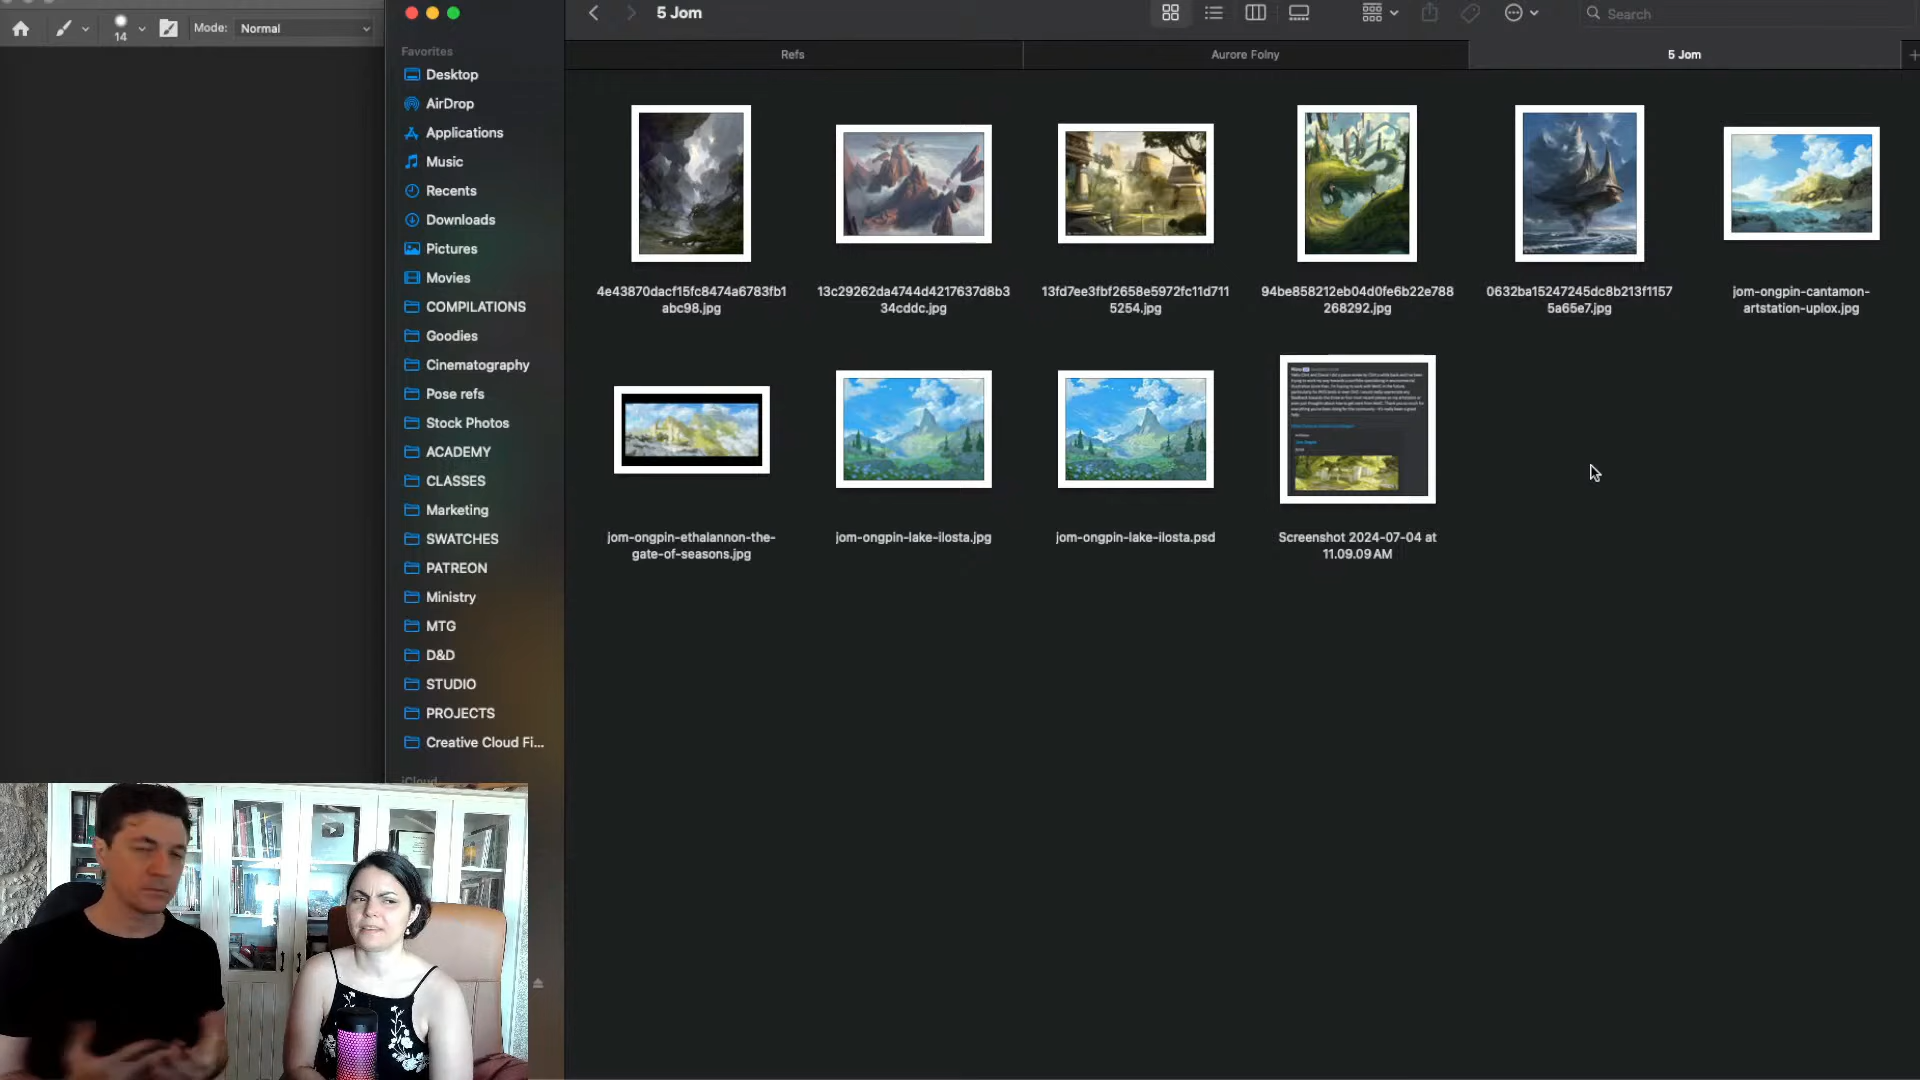 14
Mode: Normal
5 Jom
Search
Refs
Aurore Folny
5 Jom
Favorites
Desktop
AirDrop
Applications
Music
Recents
Downloads
Pictures
Movies
COMPILATIONS
Goodies
Cinematography
Pose refs
Stock Photos
ACADEMY
CLASSES
Marketing
SWATCHES
PATREON
Ministry
MTG
D&D
STUDIO
PROJECTS
Creative Cloud Fi...
iCloud
4e43870dacf15fc8474a6783fb1
abc98.jpg
13c29262da4744d4217637d8b3
34cddc.jpg
13fd7ee3fbf2658e5972fc11d711
5254.jpg
94be858212eb04d0fe6b22e788
268292.jpg
0632ba15247245dc8b213f1157
5a65e7.jpg
jom-ongpin-cantamon-
artstation-uplox.jpg
jom-ongpin-ethalannon-the-
gate-of-seasons.jpg
jom-ongpin-lake-ilosta.jpg
jom-ongpin-lake-ilosta.psd
Screenshot 2024-07-04 at
11.09.09 AM